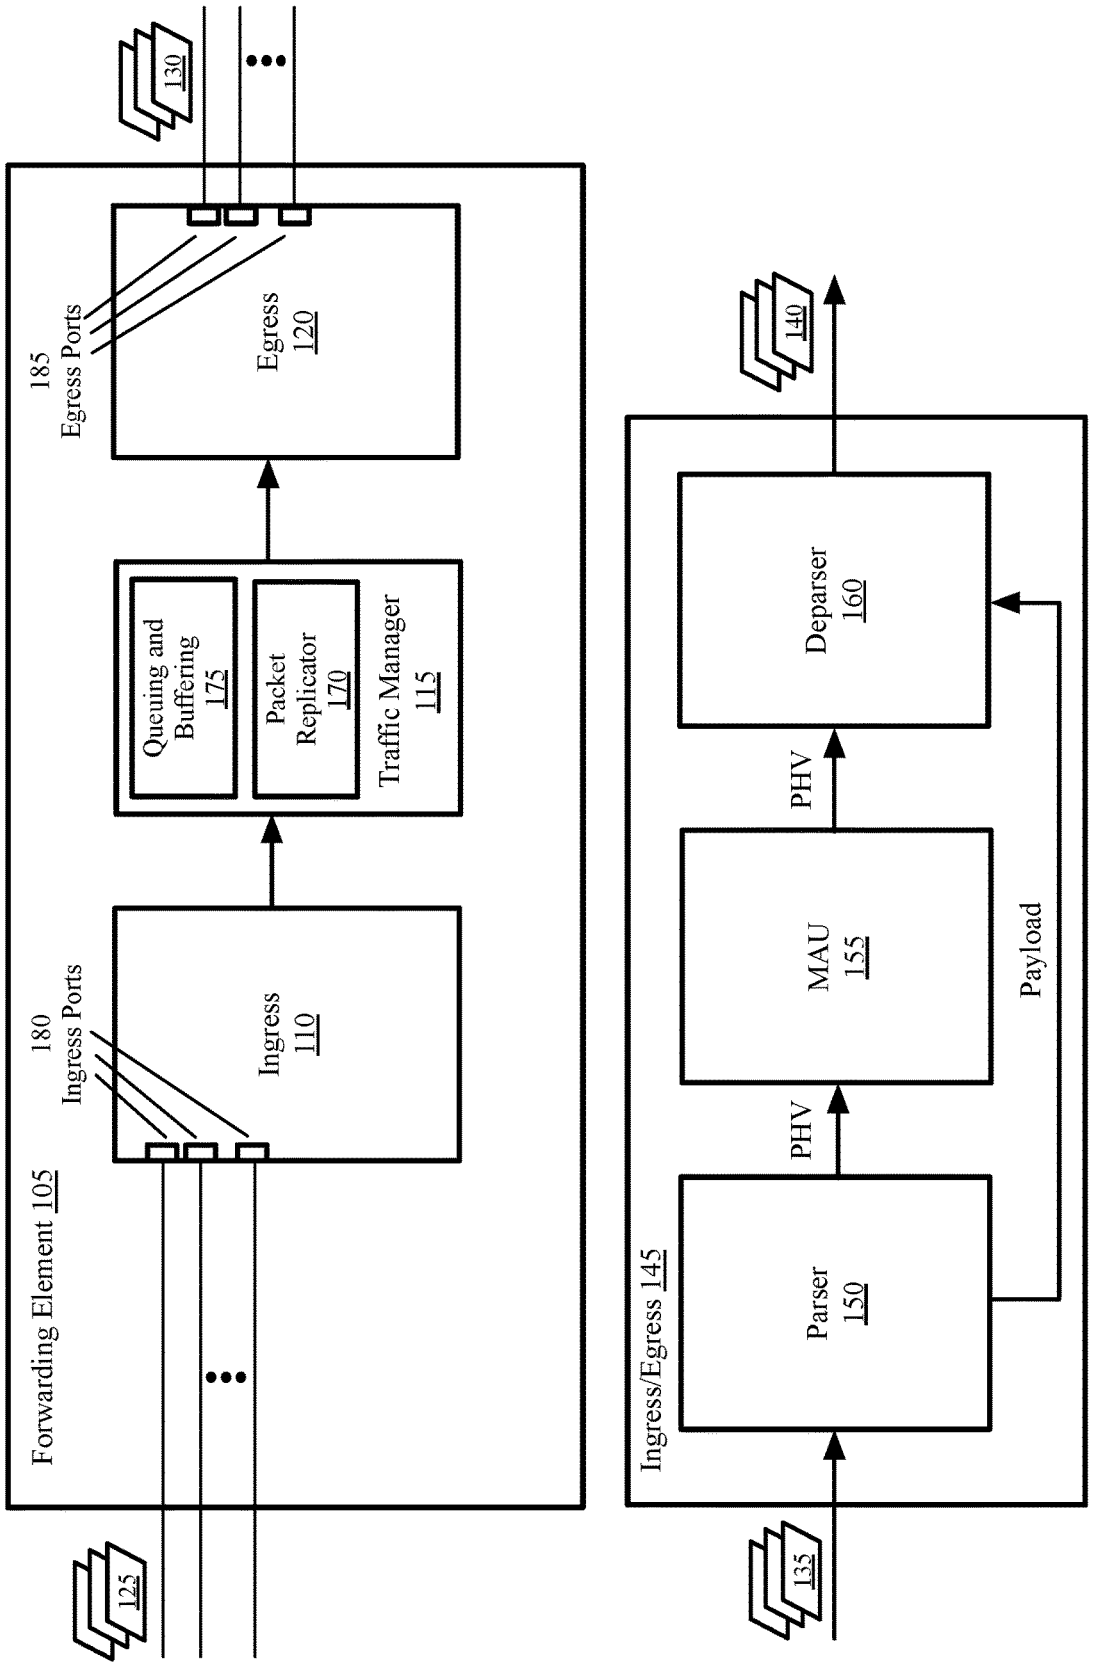 Forwarding Element 105
180
Ingress Ports
Ingress
110
125
Queuing and
Buffering
175
Packet
Replicator
170
Traffic Manager
115
185
Egress Ports
Egress
120
130
Ingress/Egress 145
135
Parser
150
PHV
MAU
155
PHV
Deparser
160
Payload
140